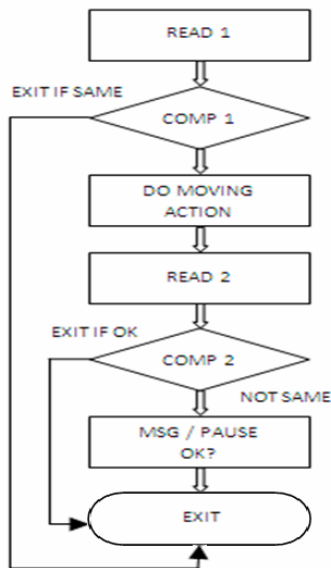 READ 1
EXIT IF SAME
COMP 1
DO MOVING
ACTION
READ 2
EXIT IF OK
COMP 2
NOT SAME
MSG / PAUSE
OK?
EXIT